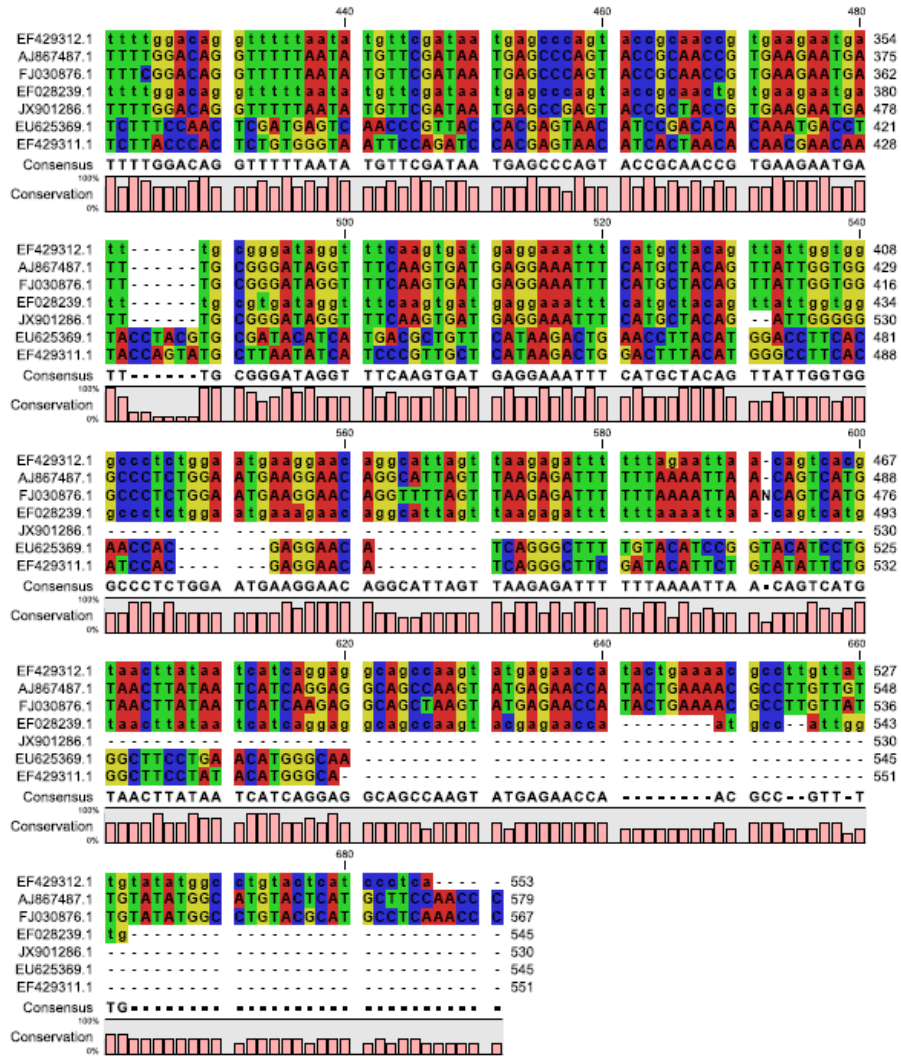 440 460 480
EF429312.1 ttttggacag gtttttaata tgttcgataa tgagcccagt accgcaaccg tgaagaatga 354
AJ867487.1 TTTTGGACAG GTTTTTAATA TGTTCGATAA TGAGCCCAGT ACCGCAACCG TGAAGAATGA 375
FJ030876.1 TTTCGGACAG GTTTTTAATA TGTTCGATAA TGAGCCCAGT ACCGCAACCG TGAAGAATGA 362
EF028239.1 ttttggacag gtttttaata tgttcgataa tgagcccagt accgcaactg tgaagaatga 380
JX901286.1 TTTTGGACAG GTTTTTAATA TGTTCGATAA TGAGCCGAGT ACCGCTACCG TGAAGAATGA 478
EU625369.1 TCTTTCCAAC TCGATGAGTC AACCCGTTAC CACGAGTAAC ATCCGACACA CAAATGACCT 421
EF429311.1 TCTTACCCAC TCTGTGGGTA ATTCCAGATC CACGAGTAAC ATCACTAACA CAAACGACCT 428
Consensus TTTTGGACAG GTTTTTAATA TGTTCGATAA TGAGCCCAGT ACCGCAACCG TGAAGAATGA
100%
Conservation
0%
500 520 540
EF429312.1 tt------tg cgggataggt ttcaagtgat gaggaaattt catgctacag ttattggtgg 408
AJ867487.1 TT------TG CGGGATAGGT TTCAAGTGAT GAGGAAATTT CATGCTACAG TTATTGGTGG 429
FJ030876.1 TT------TG CGGGATAGGT TTCAAGTGAT GAGGAAATTT CATGCTACAG TTATTGGTGG 416
EF028239.1 tt------tg cgtgataggt ttcaagtgat gaggaaattt catgctacag ttattggtgg 434
JX901286.1 TT------TG CGGGATAGGT TTCAAGTGAT GAGGAAATTT CATGCTACAG --ATTGGGGG 530
EU625369.1 TACCTACGTG CGATACATCA TGACGCTGTT CATAAGACTG AACCTTACAT GGACCTTCAC 481
EF429311.1 TACCAGTATG CTTAATATCA TCCCGTTGCT CATAAGACTG GACTTTACAT GGGCCTTCAC 488
Consensus TT------TG CGGGATAGGT TTCAAGTGAT GAGGAAATTT CATGCTACAG TTATTGGTGG
100%
Conservation
0%
560 580 600
EF429312.1 gccctctgga atgaaggaac aggcattagt taagagattt tttagaatta a-cagtcacg 467
AJ867487.1 GCCCTCTGGA ATGAAGGAAC AGGCATTAGT TAAGAGATTT TTTAAAATTA A-CAGTCATG 488
FJ030876.1 GCCCTCTGGA ATGAAGGAAC AGGTTTTAGT TAAGAGATTT TTTAAAATTA ANCAGTCATG 476
EF028239.1 gccctctgga atgaaagaac aggcattagt taagagattt tttaaaatta a-cagtcatg 493
JX901286.1 ---------- ---------- ---------- ---------- ---------- ---------- 530
EU625369.1 AACCAC---- ---GAGGAAC A--------- TCAGGGCTTT TGTACATCCG GTACATCCTG 525
EF429311.1 ATCCAC---- ---GAGGAAC A--------- TCAGGGCTTC GATACATTCT GTATATTCTG 532
Consensus GCCCTCTGGA ATGAAGGAAC AGGCATTAGT TAAGAGATTT TTTAAAATTA A-CAGTCATG
100%
Conservation
0%
620 640 660
EF429312.1 taacttataa tcatcaggag gcagccaagt atgagaacca tactgaaaac gccttgttat 527
AJ867487.1 TAACTTATAA TCATCAGGAG GCAGCCAAGT ATGAGAACCA TACTGAAAAC GCCTTGTTGT 548
FJ030876.1 TAACTTATAA TCATCAAGAG GCAGCTAAGT ATGAGAACCA TACTGAAAAC GCCTTGTTAT 536
EF028239.1 taacttataa tcatcaggag gcagccaagt acgagaacca --------at gcc--attgg 543
JX901286.1 ---------- ---------- ---------- ---------- ---------- ---------- 530
EU625369.1 GGCTTCCTGA ACATGGGCAA ---------- ---------- ---------- ---------- 545
EF429311.1 GGCTTCCTAT ACATGGGCA- ---------- ---------- ---------- ---------- 551
Consensus TAACTTATAA TCATCAGGAG GCAGCCAAGT ATGAGAACCA --------AC GCC--GTT-T
100%
Conservation
0%
680
EF429312.1 tgtatatggc ctgtactcat ccctca---- - 553
AJ867487.1 TGTATATGGC ATGTACTCAT GCTTCCAACC C 579
FJ030876.1 TGTATATGGC CTGTACGCAT GCCTCAAACC C 567
EF028239.1 tg-------- ---------- ---------- - 545
JX901286.1 ---------- ---------- ---------- - 530
EU625369.1 ---------- ---------- ---------- - 545
EF429311.1 ---------- ---------- ---------- - 551
Consensus TG-------- ---------- ---------- -
100%
Conservation
0%